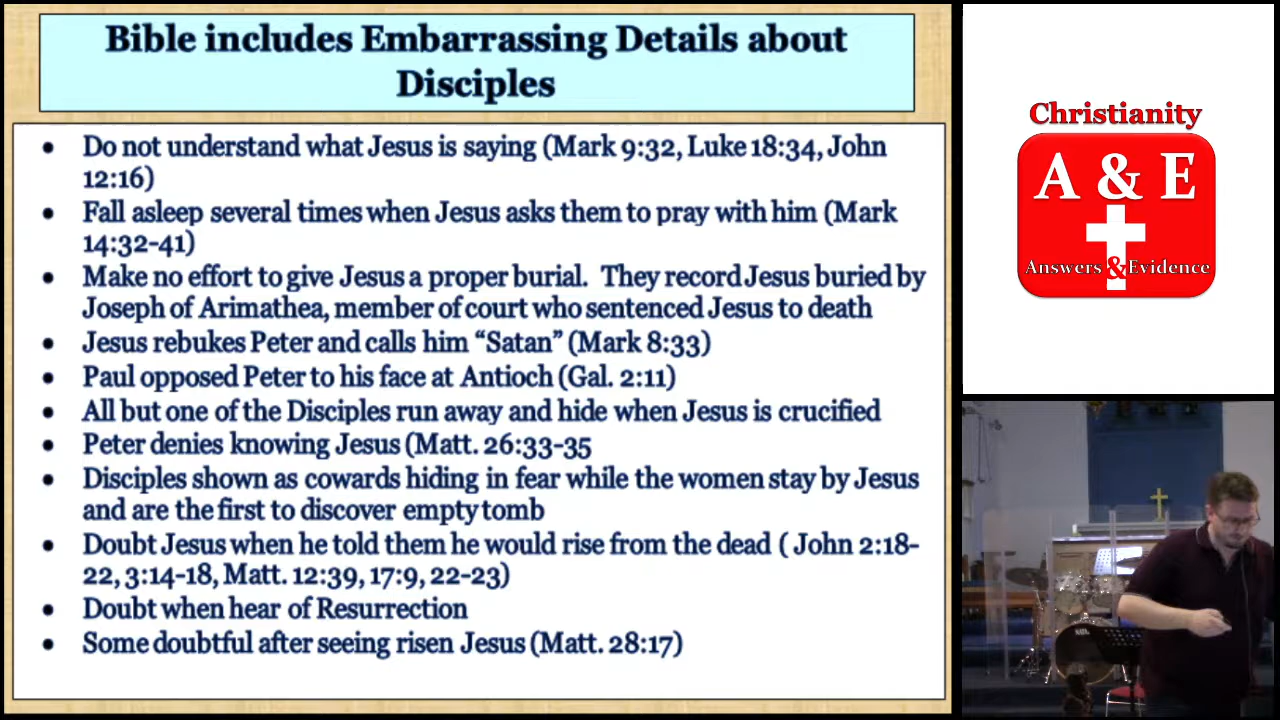 Bible includes Embarrassing Details about
Disciples
• Do not understand what Jesus is saying (Mark 9:32, Luke 18:34, John
12:16)
• Fall asleep several times when Jesus asks them to pray with him (Mark
14:32-41)
• Make no effort to give Jesus a proper burial. They record Jesus buried by
Joseph of Arimathea, member of court who sentenced Jesus to death
• Jesus rebukes Peter and calls him “Satan” (Mark 8:33)
• Paul opposed Peter to his face at Antioch (Gal. 2:11)
• All but one of the Disciples run away and hide when Jesus is crucified
• Peter denies knowing Jesus (Matt. 26:33-35
• Disciples shown as cowards hiding in fear while the women stay by Jesus
and are the first to discover empty tomb
• Doubt Jesus when he told them he would rise from the dead ( John 2:18-
22, 3:14-18, Matt. 12:39, 17:9, 22-23)
• Doubt when hear of Resurrection
• Some doubtful after seeing risen Jesus (Matt. 28:17)
Christianity
A & E
Answers & Evidence